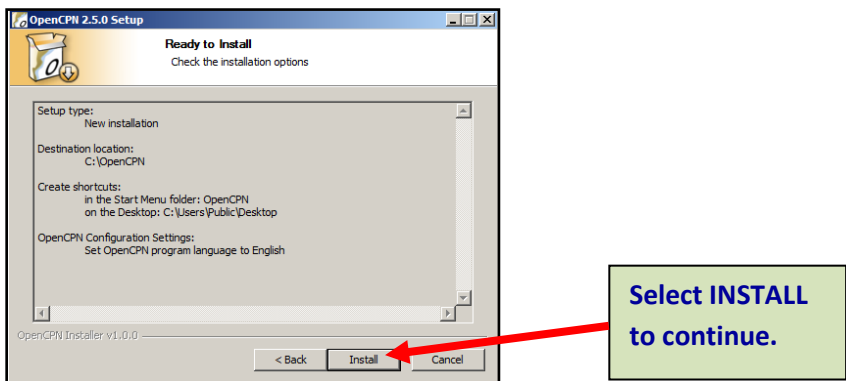 OpenCPN 2.5.0 Setup
Ready to Install
Check the installation options
Setup type:
New installation
Destination location:
C:\OpenCPN
Create shortcuts:
in the Start Menu folder: OpenCPN
on the Desktop: C:\Users\Public\Desktop
OpenCPN Configuration Settings:
Set OpenCPN program language to English
OpenCPN Installer v1.0.0
< Back Install Cancel
Select INSTALL
to continue.